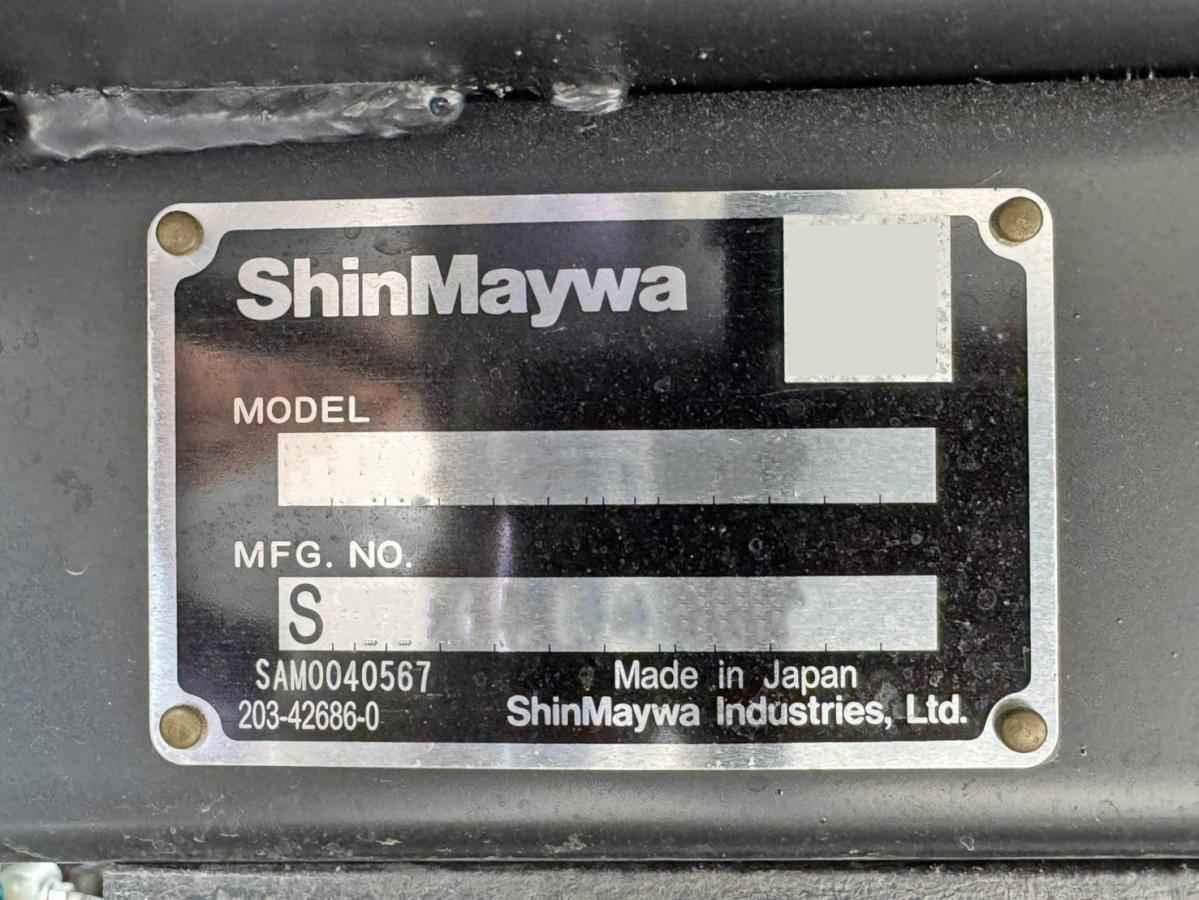 ShinMaywa
MODEL
MFG. NO.
S
SAM0040567
203-42686-0
Made in Japan
ShinMaywa Industries, Ltd.